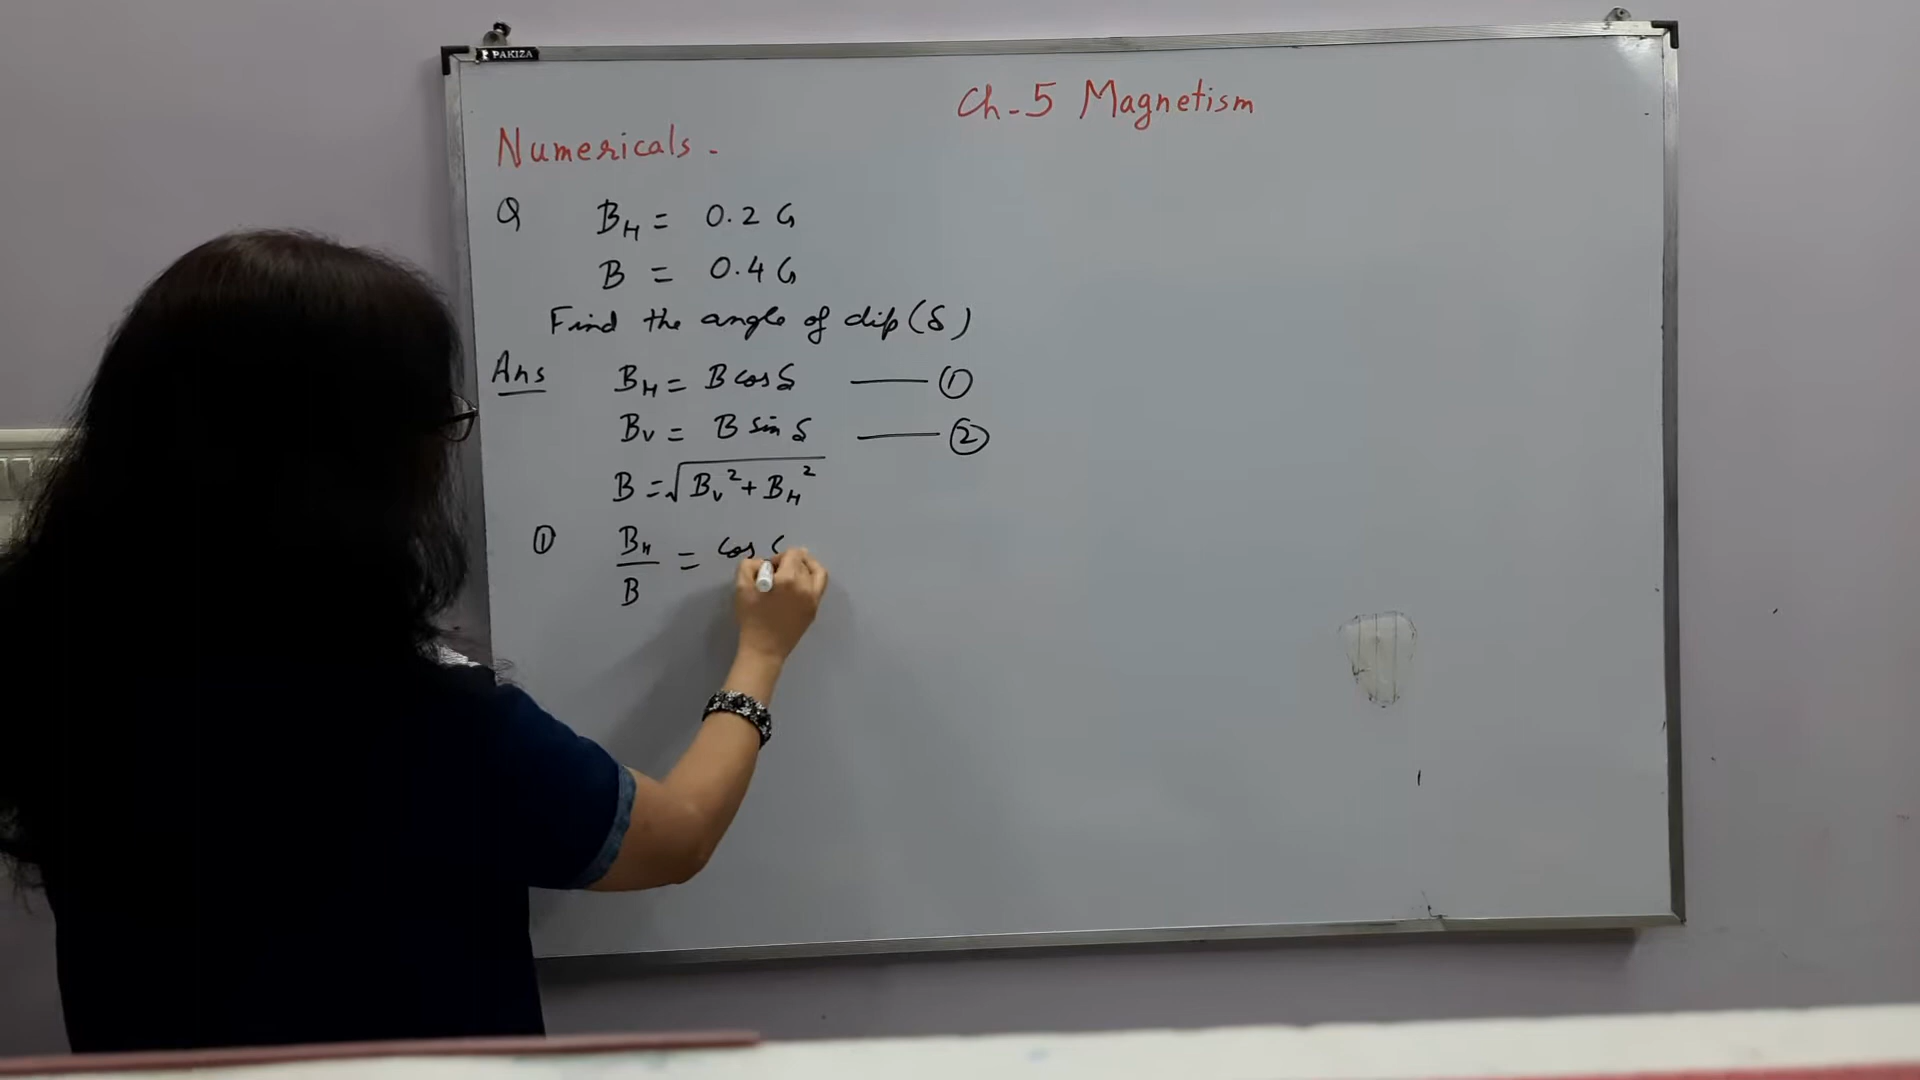 PAKIZA
Ch-5 Magnetism
Numericals.
Q B_H = 0.2 G
B = 0.4 G
Find the angle of dip (δ)
Ans B_H = B cos δ —— ①
B_V = B sin δ —— ②
B = √(B_V² + B_H²)
① B_H/B = cos